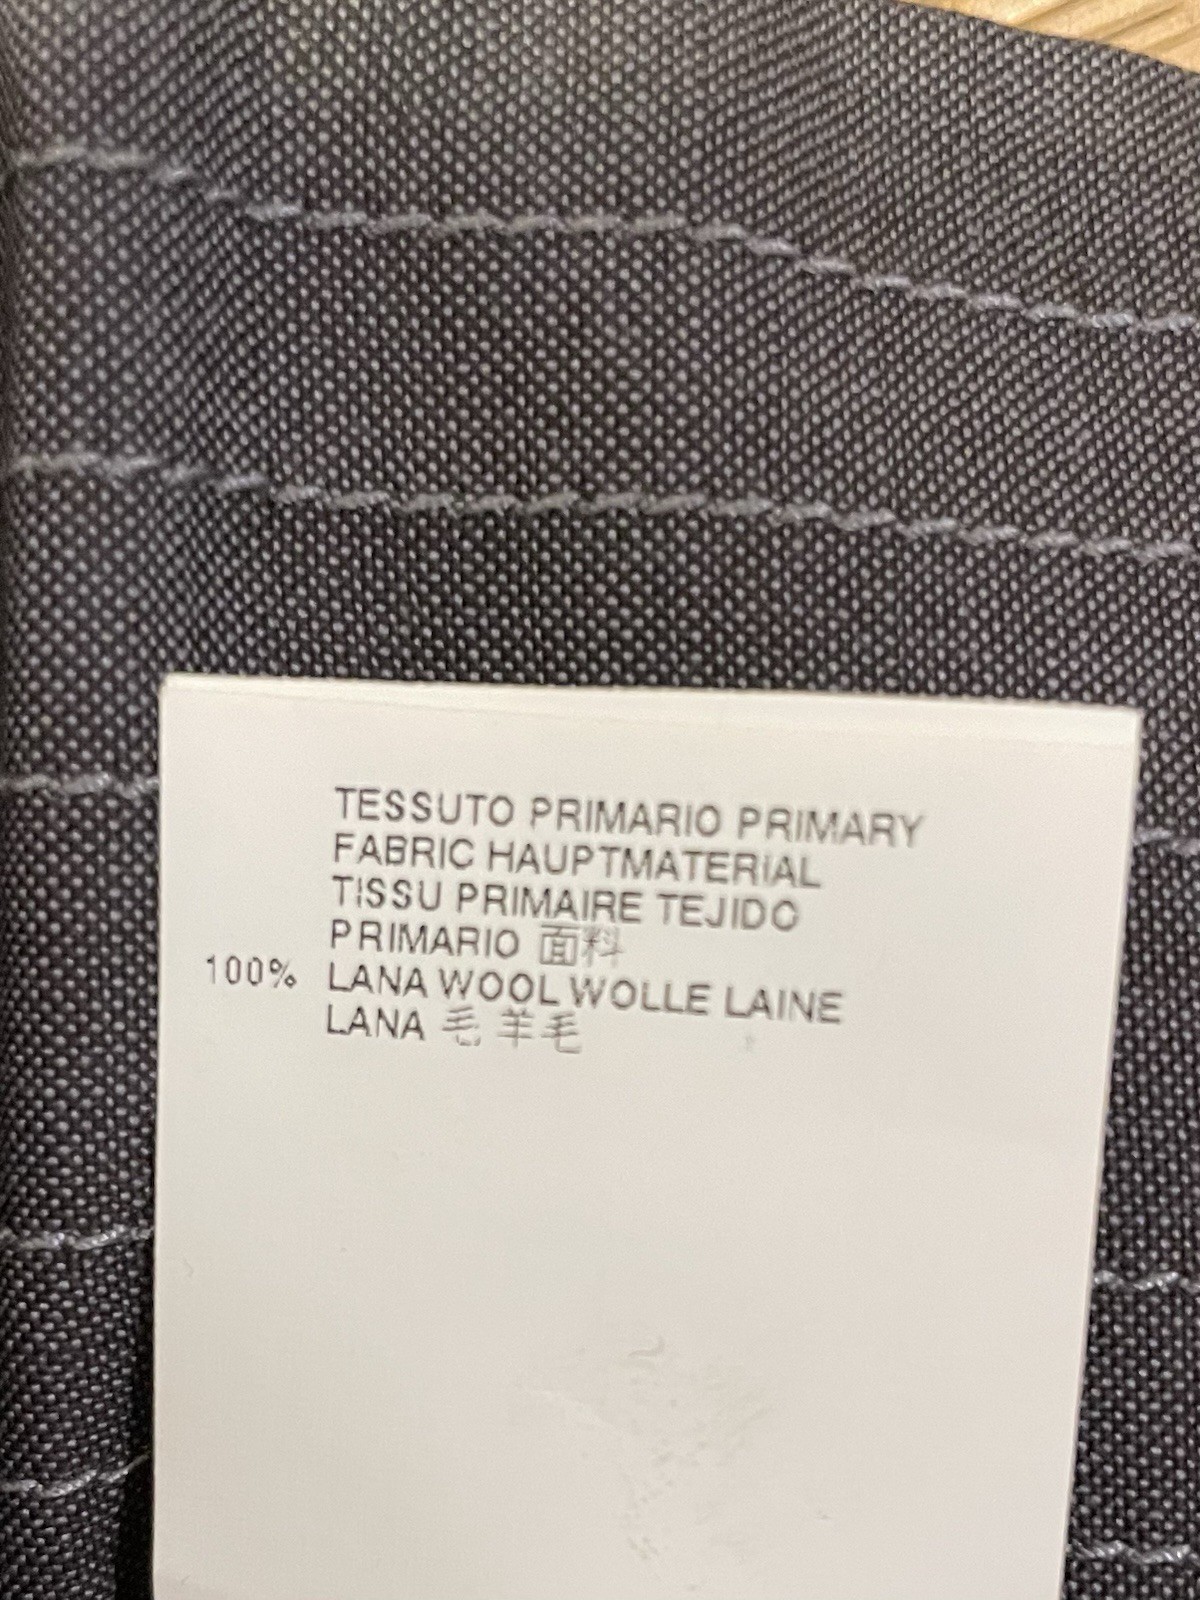 TESSUTO PRIMARIO PRIMARY
FABRIC HAUPTMATERIAL
TISSU PRIMAIRE TEJIDO
PRIMARIO 面料
100% LANA WOOL WOLLE LAINE
LANA 毛 羊毛